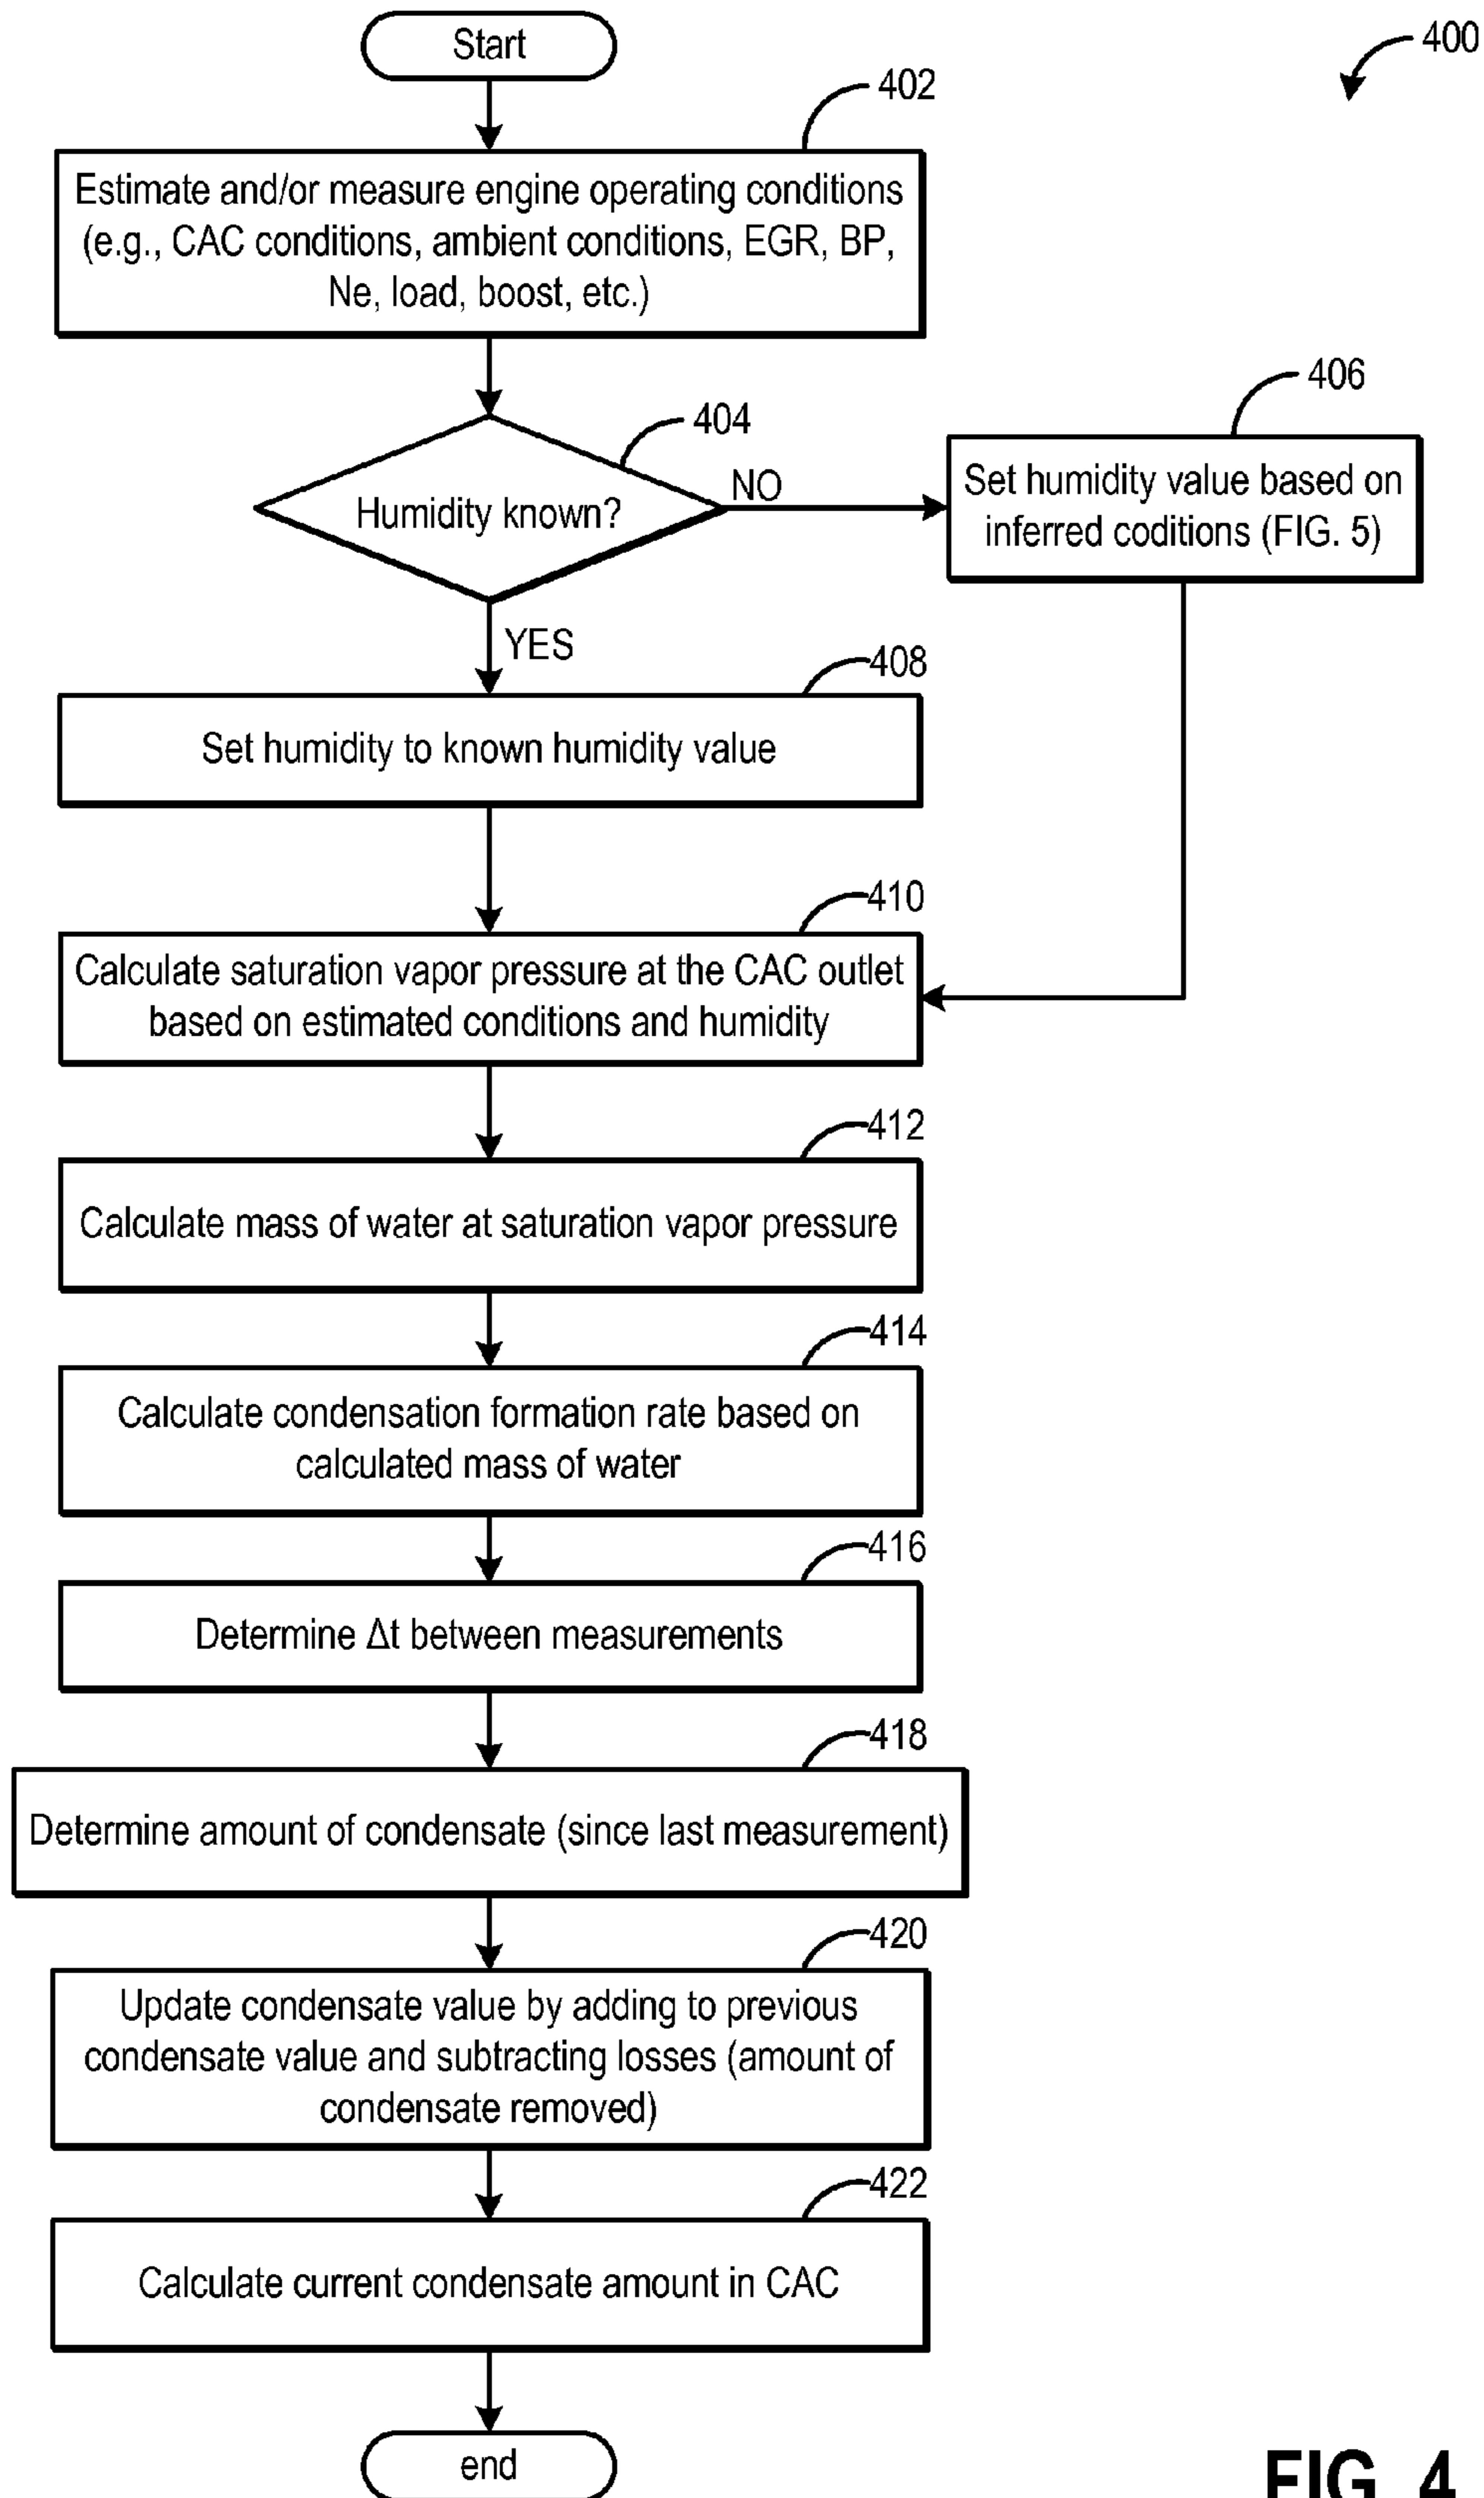 Start
400
402
Estimate and/or measure engine operating conditions
(e.g., CAC conditions, ambient conditions, EGR, BP,
Ne, load, boost, etc.)
404
Humidity known?
NO
406
Set humidity value based on
inferred coditions (FIG. 5)
YES
408
Set humidity to known humidity value
410
Calculate saturation vapor pressure at the CAC outlet
based on estimated conditions and humidity
412
Calculate mass of water at saturation vapor pressure
414
Calculate condensation formation rate based on
calculated mass of water
416
Determine Δt between measurements
418
Determine amount of condensate (since last measurement)
420
Update condensate value by adding to previous
condensate value and subtracting losses (amount of
condensate removed)
422
Calculate current condensate amount in CAC
end
FIG. 4